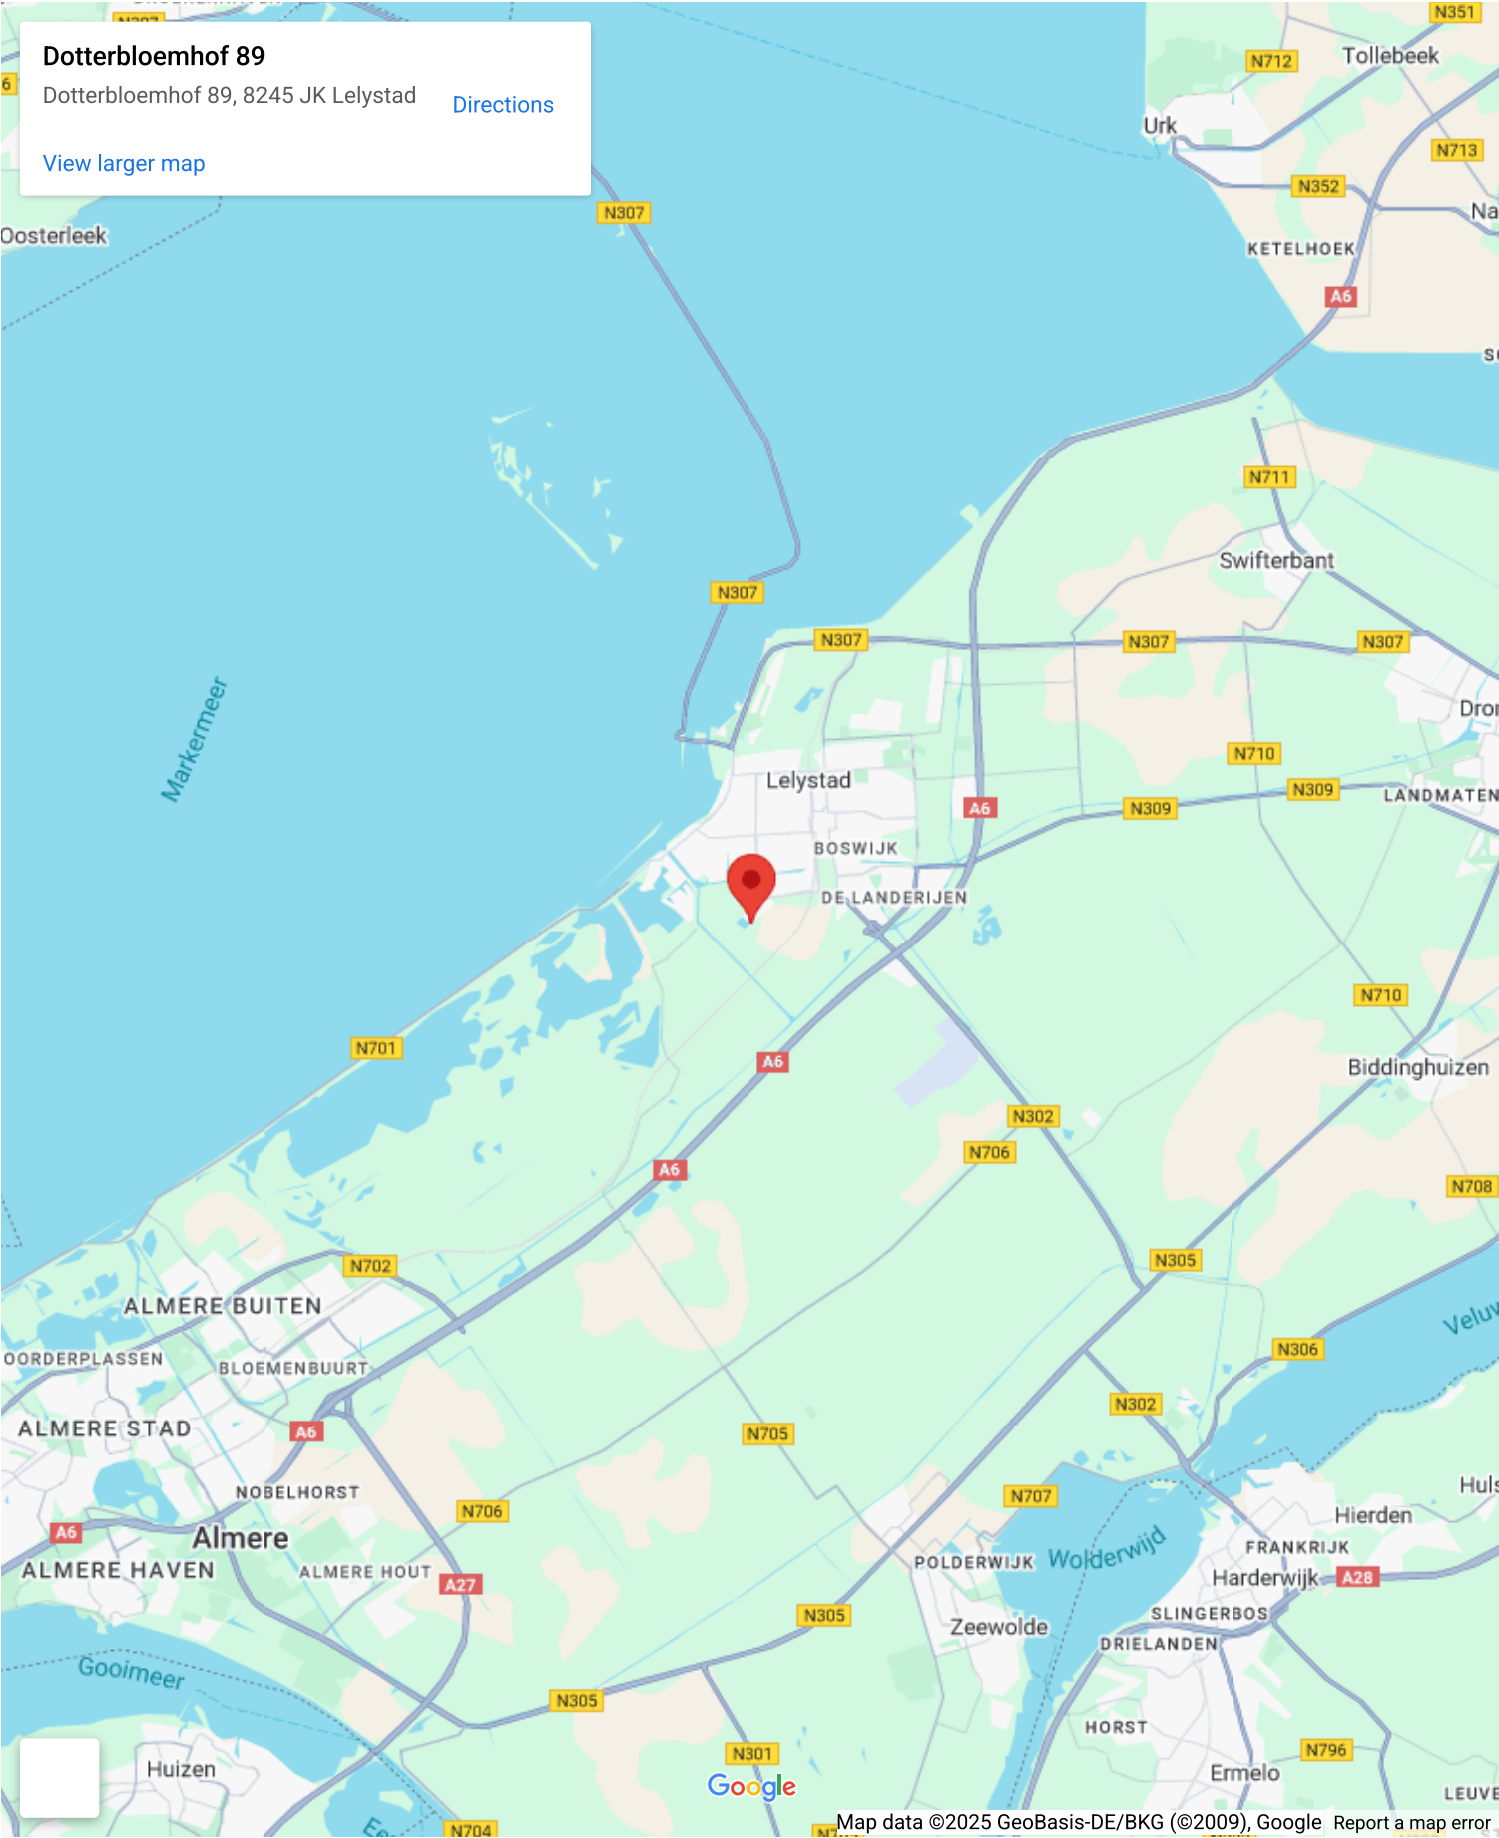 Dotterbloemhof 89
Dotterbloemhof 89, 8245 JK Lelystad
Directions
View larger map
N307
N351
N712
Tollebeek
Urk
N713
N352
Na
N307
Oosterleek
KETELHOEK
A6
N711
Swifterbant
N307
N307
N307
N307
Markermeer
Dron
N710
Lelystad
N309
LANDMATEN
A6
N309
BOSWIJK
DE LANDERIJEN
N710
N701
A6
Biddinghuizen
N302
N706
A6
N708
N305
N702
ALMERE BUITEN
Veluw
N306
OORDERPLASSEN
BLOEMENBUURT
N302
ALMERE STAD
A6
N705
NOBELHORST
N707
Huls
N706
Hierden
A6
Almere
FRANKRIJK
Wolderwijd
POLDERWIJK
ALMERE HAVEN
ALMERE HOUT
A27
Harderwijk
A28
N305
SLINGERBOS
Zeewolde
DRIELANDEN
Gooimeer
N305
HORST
N301
N796
Huizen
Ermelo
Google
LEUVE
N704
Map data ©2025 GeoBasis-DE/BKG (©2009), Google
Report a map error